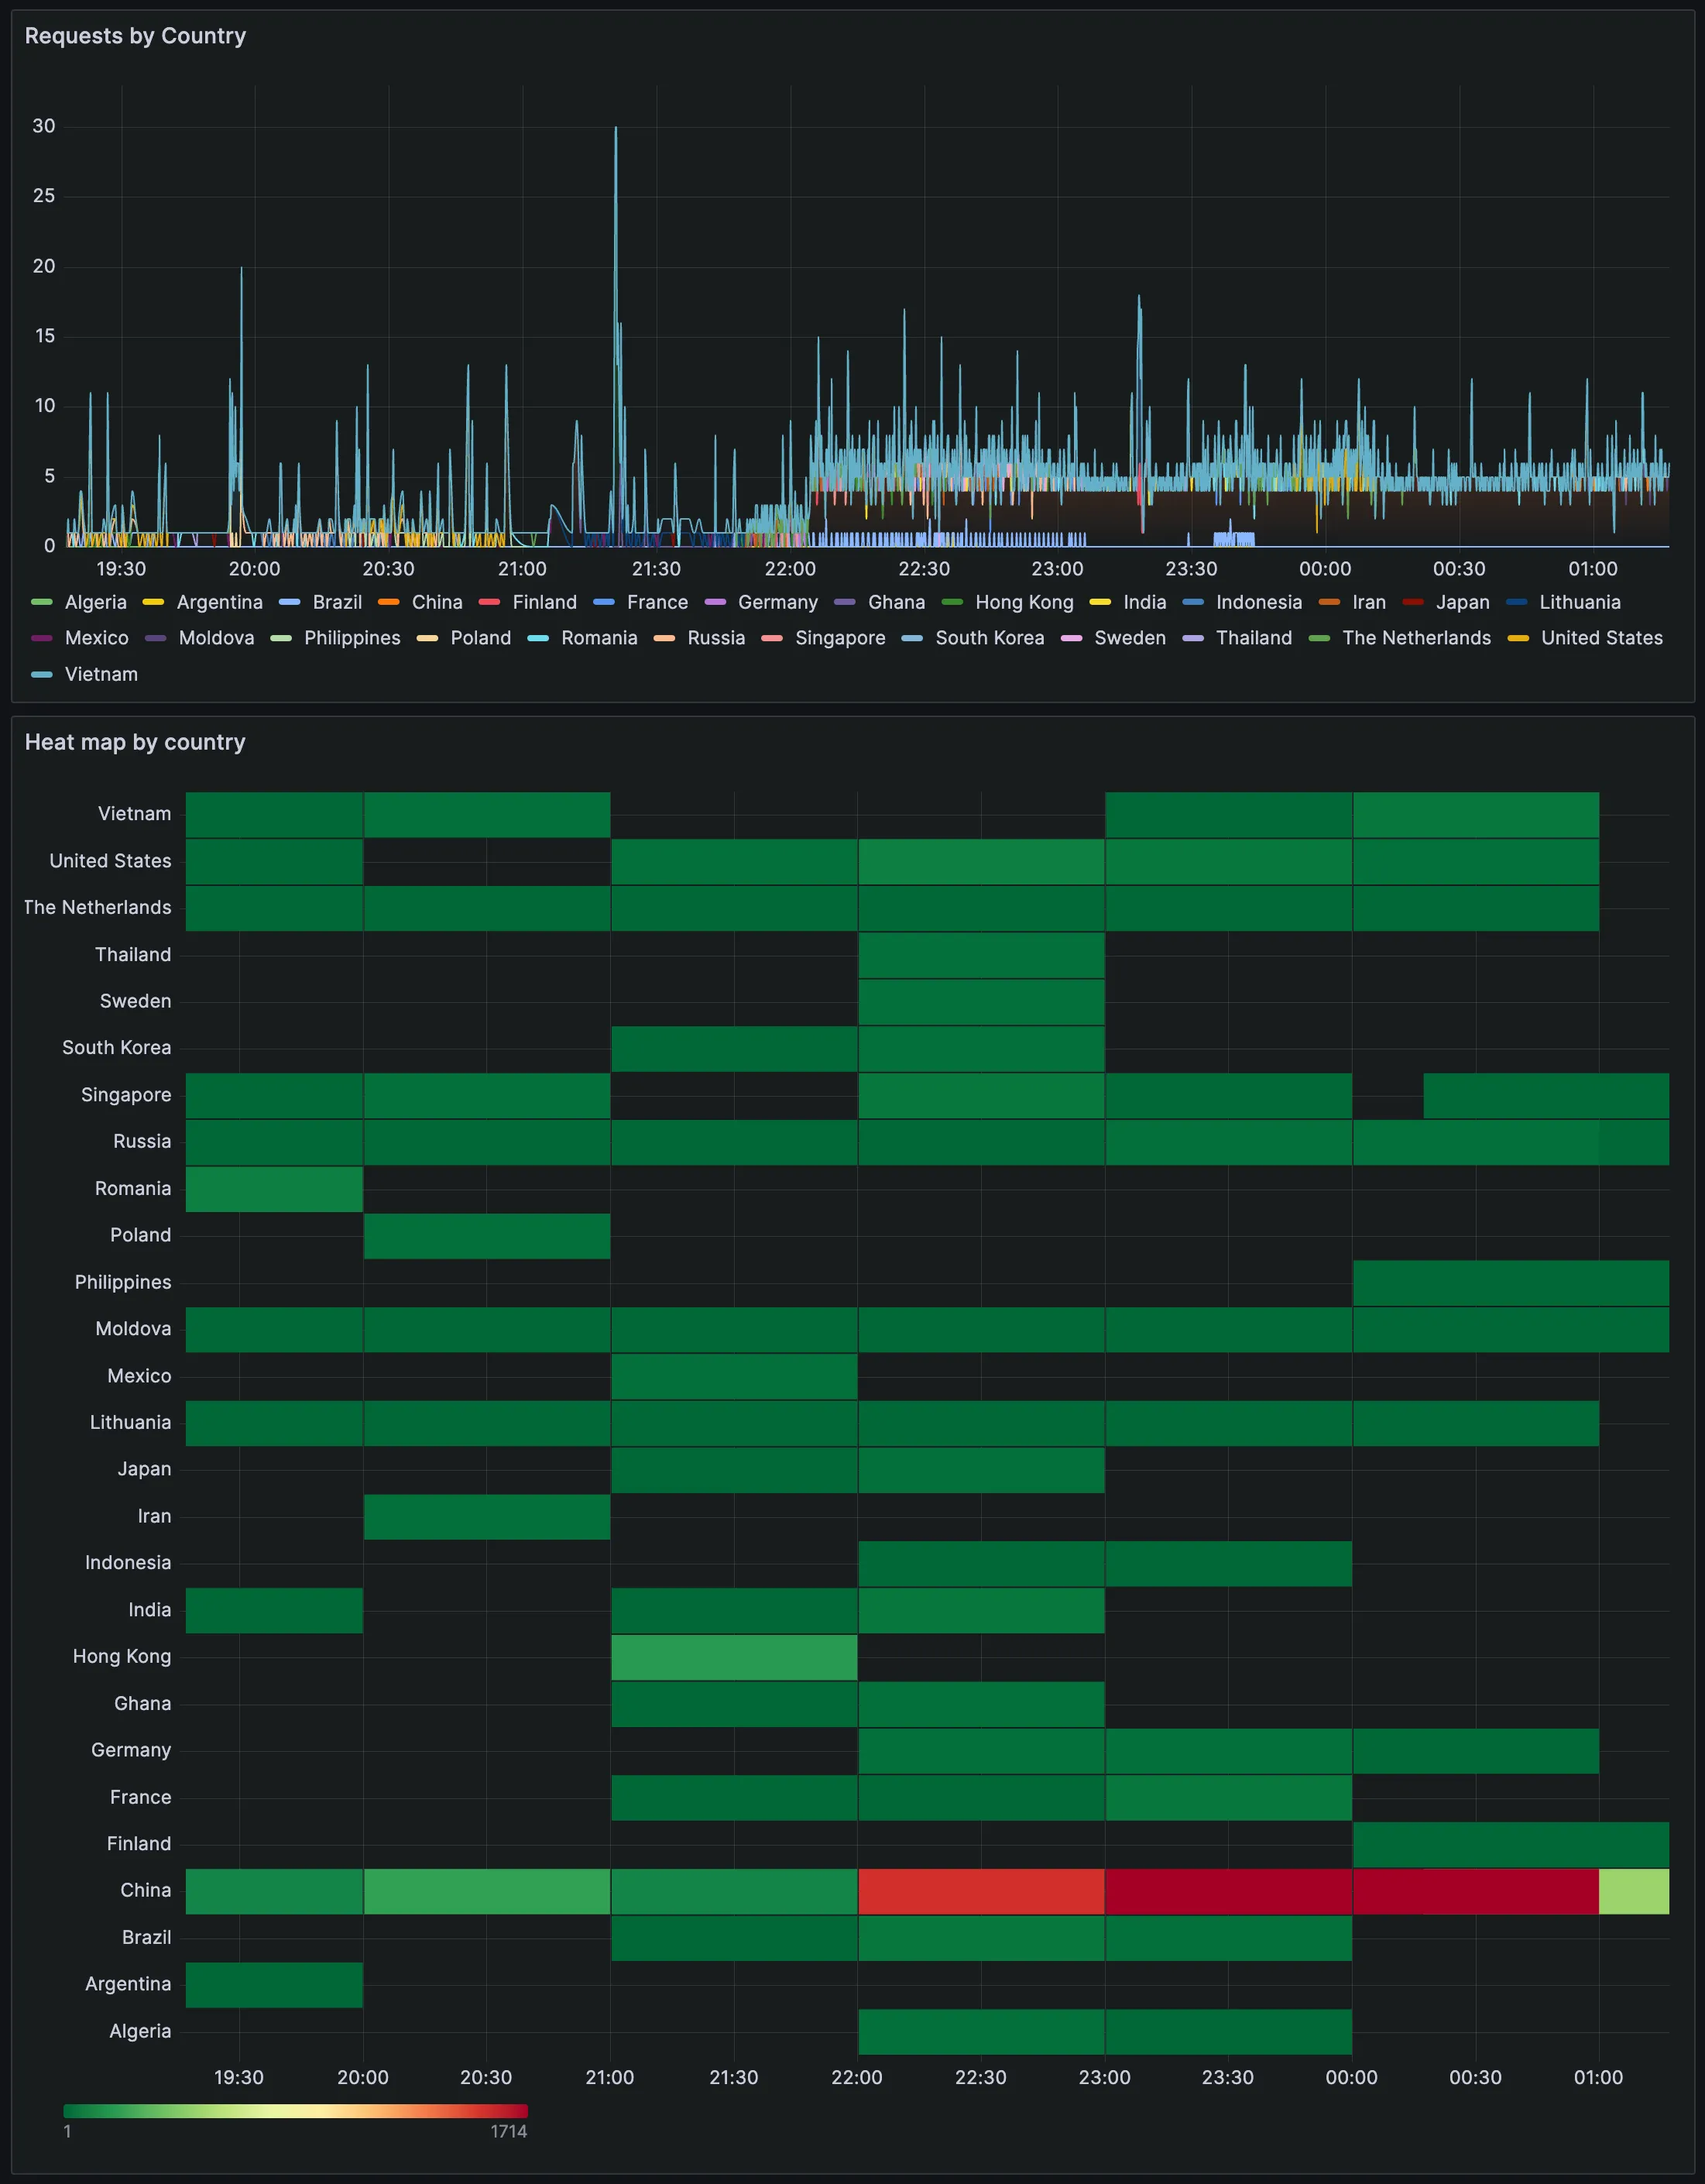 Requests by Country
30
25
20
15
10
5
0
19:30 20:00 20:30 21:00 21:30 22:00 22:30 23:00 23:30 00:00 00:30 01:00
Algeria Argentina Brazil China Finland France Germany Ghana Hong Kong India Indonesia Iran Japan Lithuania
Mexico Moldova Philippines Poland Romania Russia Singapore South Korea Sweden Thailand The Netherlands United States
Vietnam
Heat map by country
Vietnam
United States
The Netherlands
Thailand
Sweden
South Korea
Singapore
Russia
Romania
Poland
Philippines
Moldova
Mexico
Lithuania
Japan
Iran
Indonesia
India
Hong Kong
Ghana
Germany
France
Finland
China
Brazil
Argentina
Algeria
19:30 20:00 20:30 21:00 21:30 22:00 22:30 23:00 23:30 00:00 00:30 01:00
1 1714